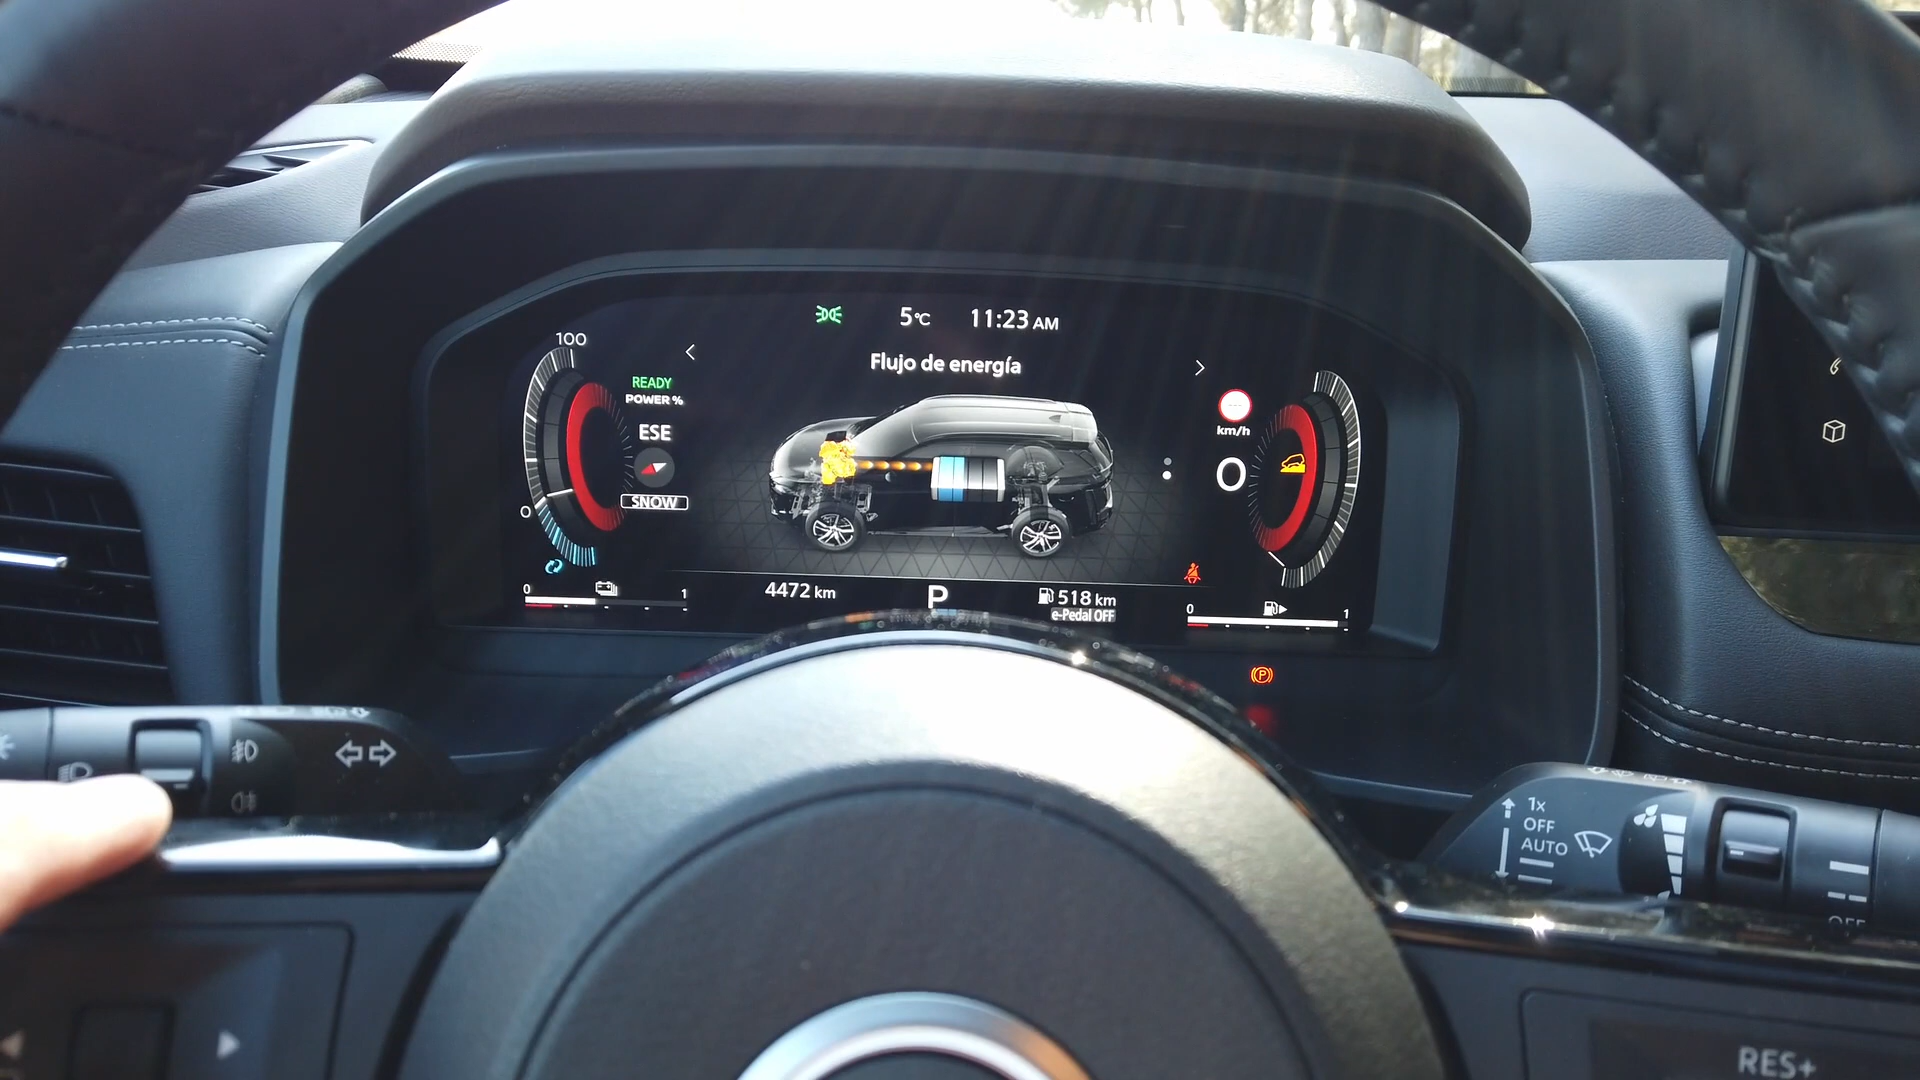 5°C 11:23 AM
Flujo de energía
100
READY
POWER %
ESE
SNOW
0
km/h
0
0 1
4472 km
P
518 km
e-Pedal OFF
0 1
P
1x
OFF
AUTO
OFF
RES+